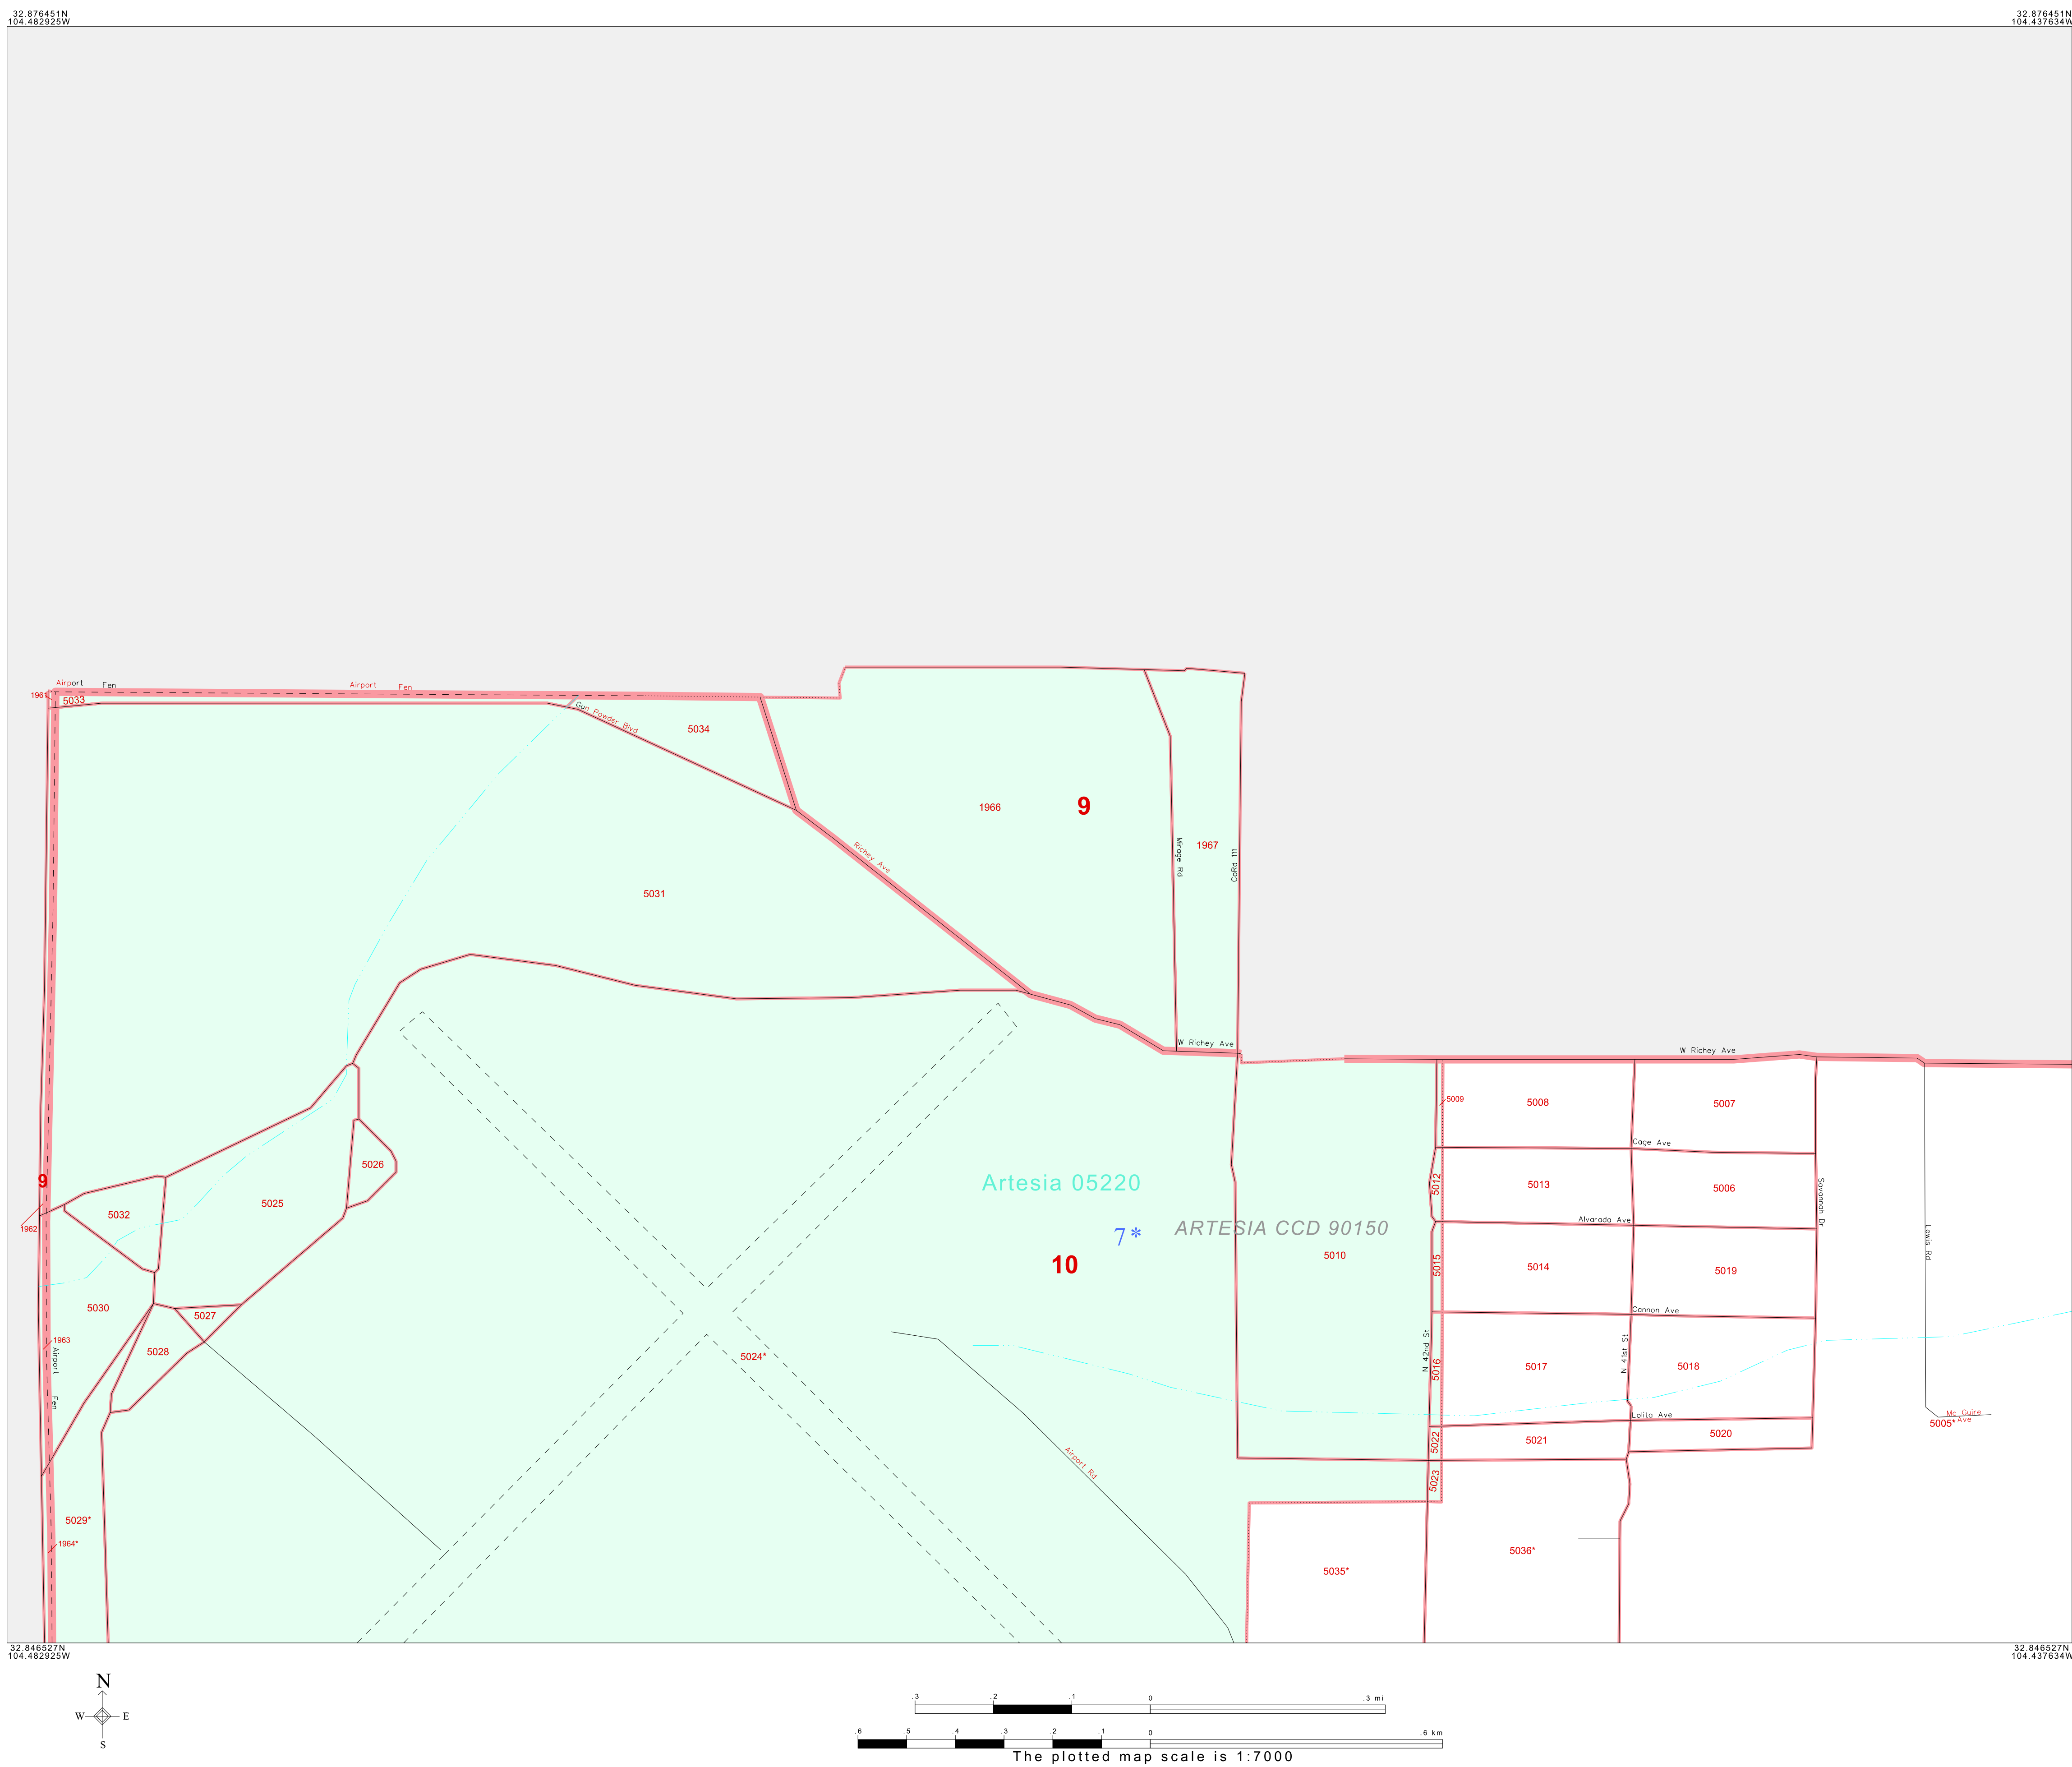 32.876451N
104.482925W
32.876451N
104.437634W
Airport Fen
Airport Fen
1961
5033
Gun Powder Blvd
5034
1966
9
Mirage Rd
1967
CoRd 111
Richey Ave
5031
W Richey Ave
W Richey Ave
5009
5008
5007
Gage Ave
5026
9
5012
5013
5006
Savannah Dr
Artesia 05220
5025
5032
1962
Alvarado Ave
7*
ARTESIA CCD 90150
Lewis Rd
10
5010
5015
5014
5019
5030
5027
Cannon Ave
1963
Airport Fen
5028
5024*
N 42nd St
5016
5017
N 41st St
5018
Lolita Ave
Mc Guire Ave
5005*
5022
5021
5020
Airport Rd
5023
5029*
1964*
5035*
5036*
32.846527N
104.482925W
32.846527N
104.437634W
N
W E
S
.3 .2 .1 0 .3 mi
.6 .5 .4 .3 .2 .1 0 .6 km
The plotted map scale is 1:7000